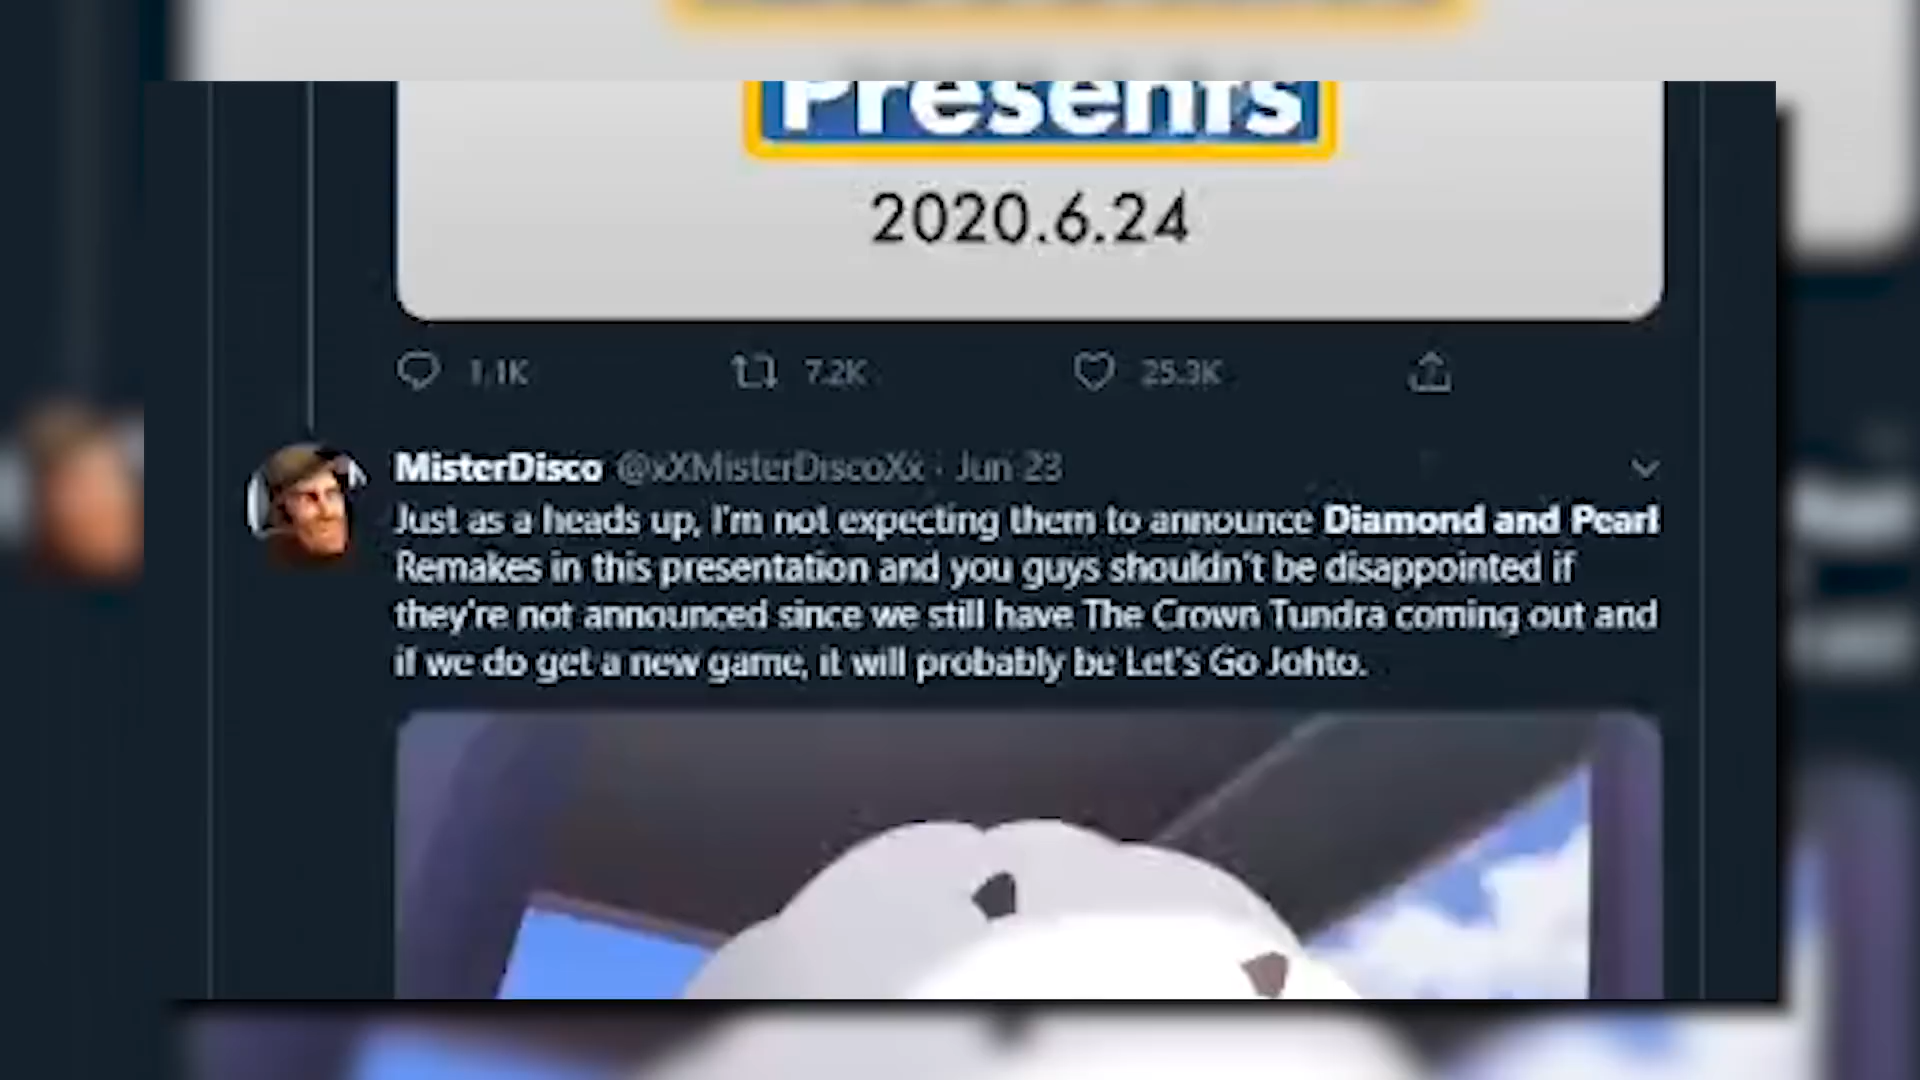 Presents
2020.6.24
1.1K 7.2K 25.3K
MisterDisco @xXMisterDiscoXx · Jun 23
Just as a heads up, I'm not expecting them to announce Diamond and Pearl
Remakes in this presentation and you guys shouldn't be disappointed if
they're not announced since we still have The Crown Tundra coming out and
if we do get a new game, it will probably be Let's Go Johto.